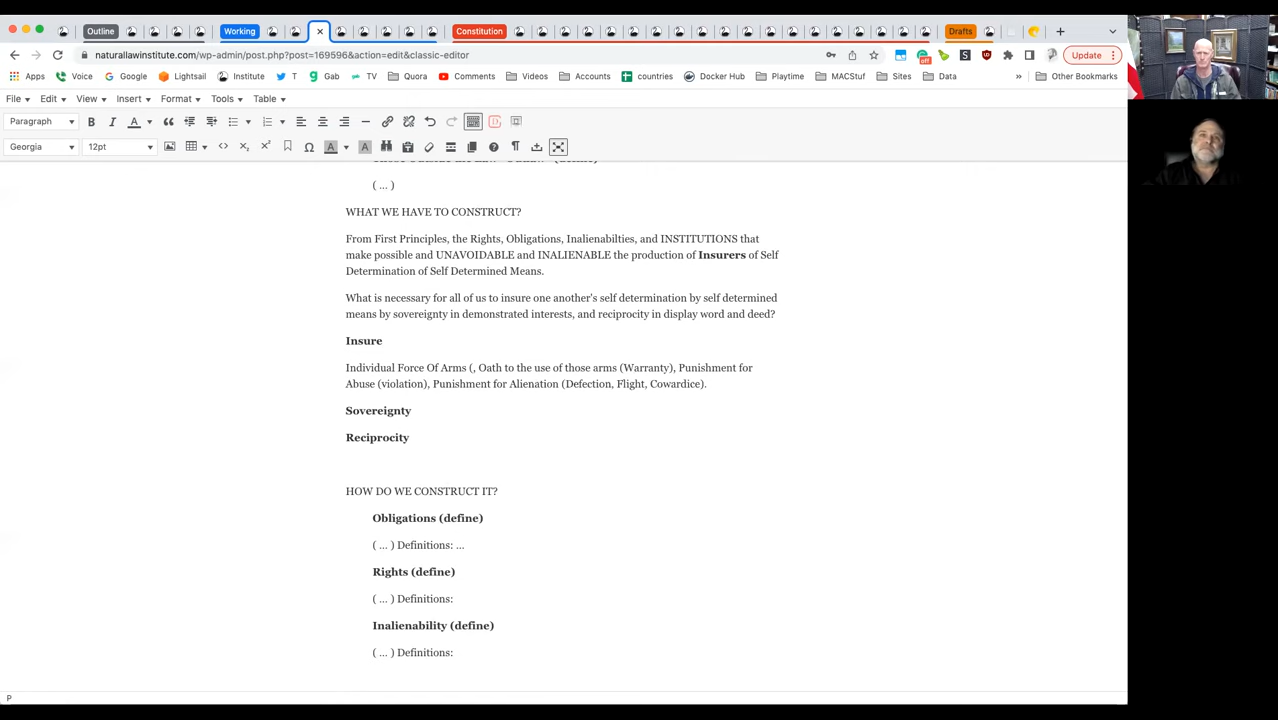 Outline
Working
Constitution
Drafts
naturallawinstitute.com/wp-admin/post.php?post=169596&action=edit&classic-editor
Update
Apps Voice Google Lightsail Institute T Gab TV Quora Comments Videos Accounts countries Docker Hub Playtime MACStuf Sites Data » Other Bookmarks
File Edit View Insert Format Tools Table
Paragraph B I A
Georgia 12pt
( ... )
WHAT WE HAVE TO CONSTRUCT?
From First Principles, the Rights, Obligations, Inalienabilties, and INSTITUTIONS that
make possible and UNAVOIDABLE and INALIENABLE the production of Insurers of Self
Determination of Self Determined Means.
What is necessary for all of us to insure one another's self determination by self determined
means by sovereignty in demonstrated interests, and reciprocity in display word and deed?
Insure
Individual Force Of Arms (, Oath to the use of those arms (Warranty), Punishment for
Abuse (violation), Punishment for Alienation (Defection, Flight, Cowardice).
Sovereignty
Reciprocity
HOW DO WE CONSTRUCT IT?
Obligations (define)
( ... ) Definitions: ...
Rights (define)
( ... ) Definitions:
Inalienability (define)
( ... ) Definitions:
P